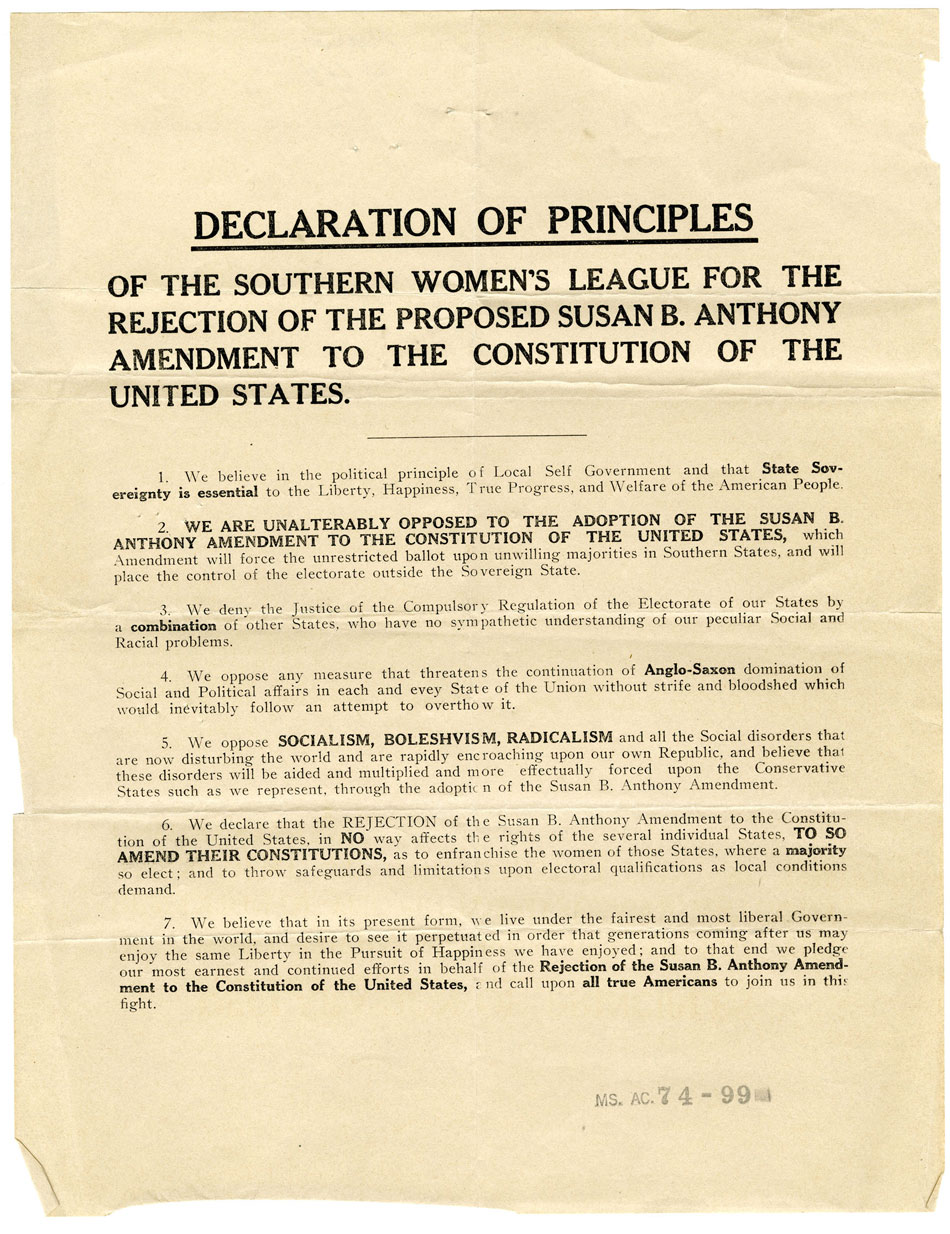 DECLARATION OF PRINCIPLES
OF THE SOUTHERN WOMEN'S LEAGUE FOR THE
REJECTION OF THE PROPOSED SUSAN B. ANTHONY
AMENDMENT TO THE CONSTITUTION OF THE
UNITED STATES.
1. We believe in the political principle of Local Self Government and that State Sov-
ereignty is essential to the Liberty, Happiness, True Progress, and Welfare of the American People.
2. WE ARE UNALTERABLY OPPOSED TO THE ADOPTION OF THE SUSAN B.
ANTHONY AMENDMENT TO THE CONSTITUTION OF THE UNITED STATES, which
Amendment will force the unrestricted ballot upon unwilling majorities in Southern States, and will
place the control of the electorate outside the Sovereign State.
3. We deny the Justice of the Compulsory Regulation of the Electorate of our States by
a combination of other States, who have no sympathetic understanding of our peculiar Social and
Racial problems.
4. We oppose any measure that threatens the continuation of Anglo-Saxon domination of
Social and Political affairs in each and evey State of the Union without strife and bloodshed which
would inevitably follow an attempt to overthow it.
5. We oppose SOCIALISM, BOLESHVISM, RADICALISM and all the Social disorders that
are now disturbing the world and are rapidly encroaching upon our own Republic, and believe that
these disorders will be aided and multiplied and more effectually forced upon the Conservative
States such as we represent, through the adoption of the Susan B. Anthony Amendment.
6. We declare that the REJECTION of the Susan B. Anthony Amendment to the Constitu-
tion of the United States, in NO way affects the rights of the several individual States, TO SO
AMEND THEIR CONSTITUTIONS, as to enfranchise the women of those States, where a majority
so elect; and to throw safeguards and limitations upon electoral qualifications as local conditions
demand.
7. We believe that in its present form, we live under the fairest and most liberal Govern-
ment in the world, and desire to see it perpetuated in order that generations coming after us may
enjoy the same Liberty in the Pursuit of Happiness we have enjoyed; and to that end we pledge
our most earnest and continued efforts in behalf of the Rejection of the Susan B. Anthony Amend-
ment to the Constitution of the United States, and call upon all true Americans to join us in this
fight.
MS. AC. 74-99